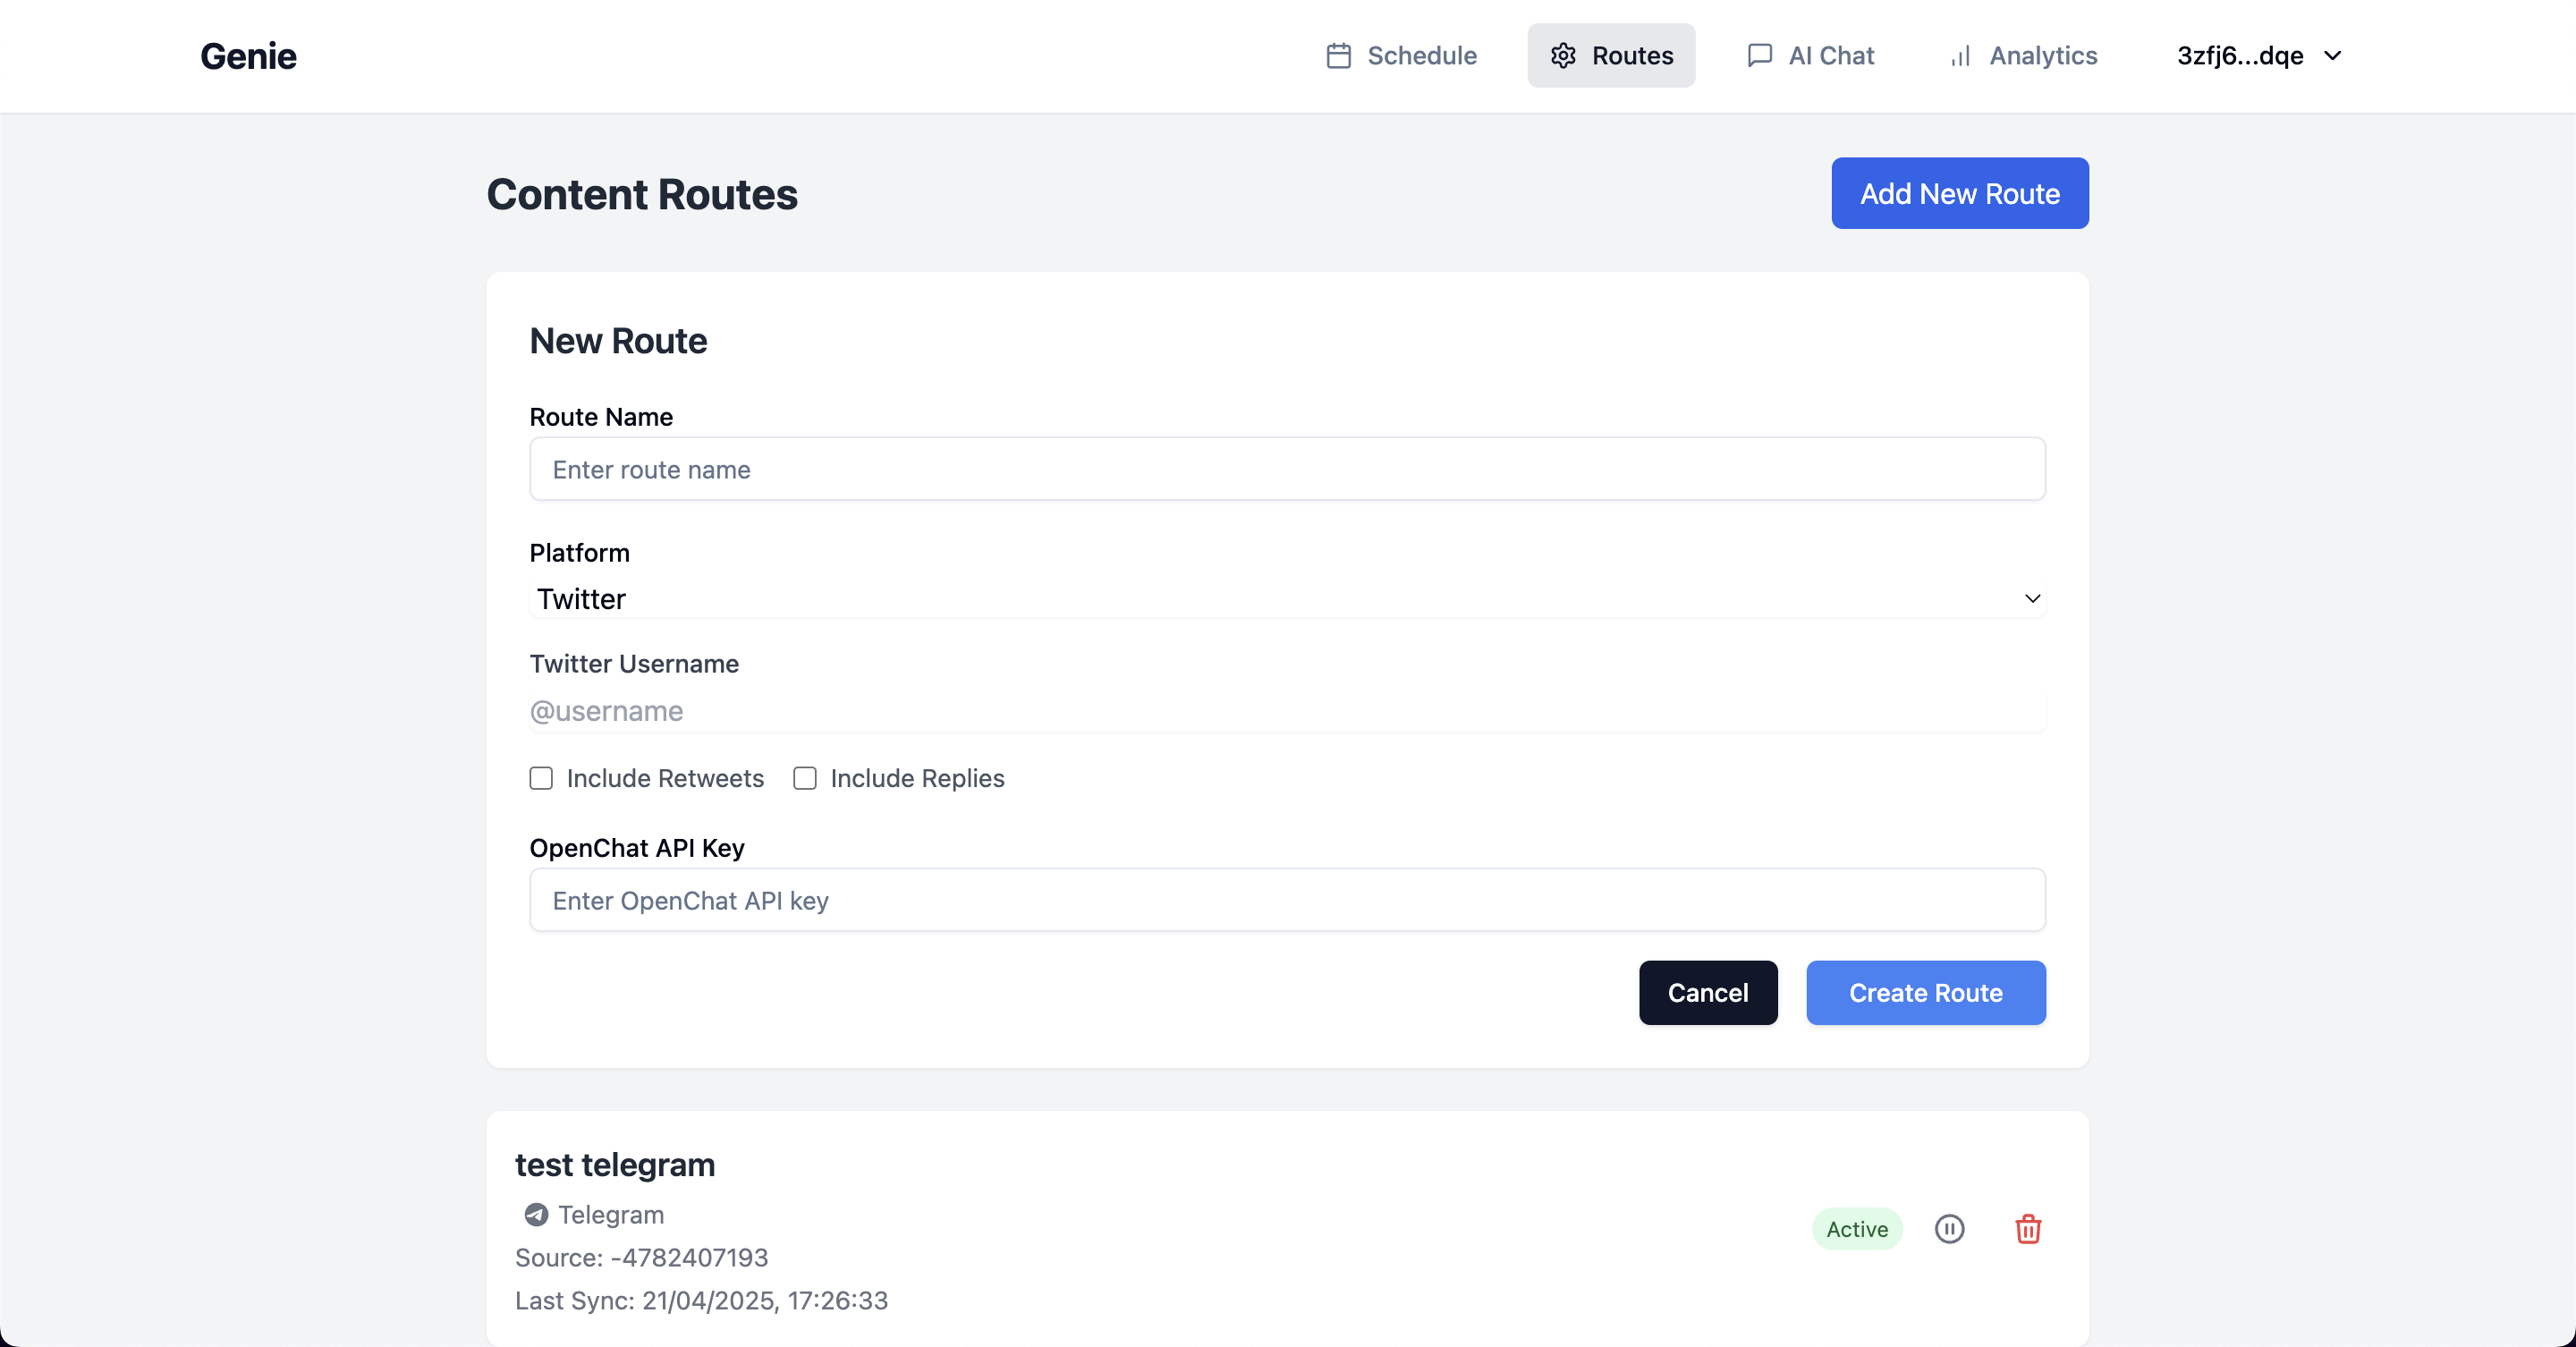 Genie
Schedule
Routes
AI Chat
Analytics
3zfj6...dqe
Content Routes
Add New Route
New Route
Route Name
Enter route name
Platform
Twitter
Twitter Username
@username
Include Retweets
Include Replies
OpenChat API Key
Enter OpenChat API key
Cancel
Create Route
test telegram
Telegram
Source: -4782407193
Last Sync: 21/04/2025, 17:26:33
Active